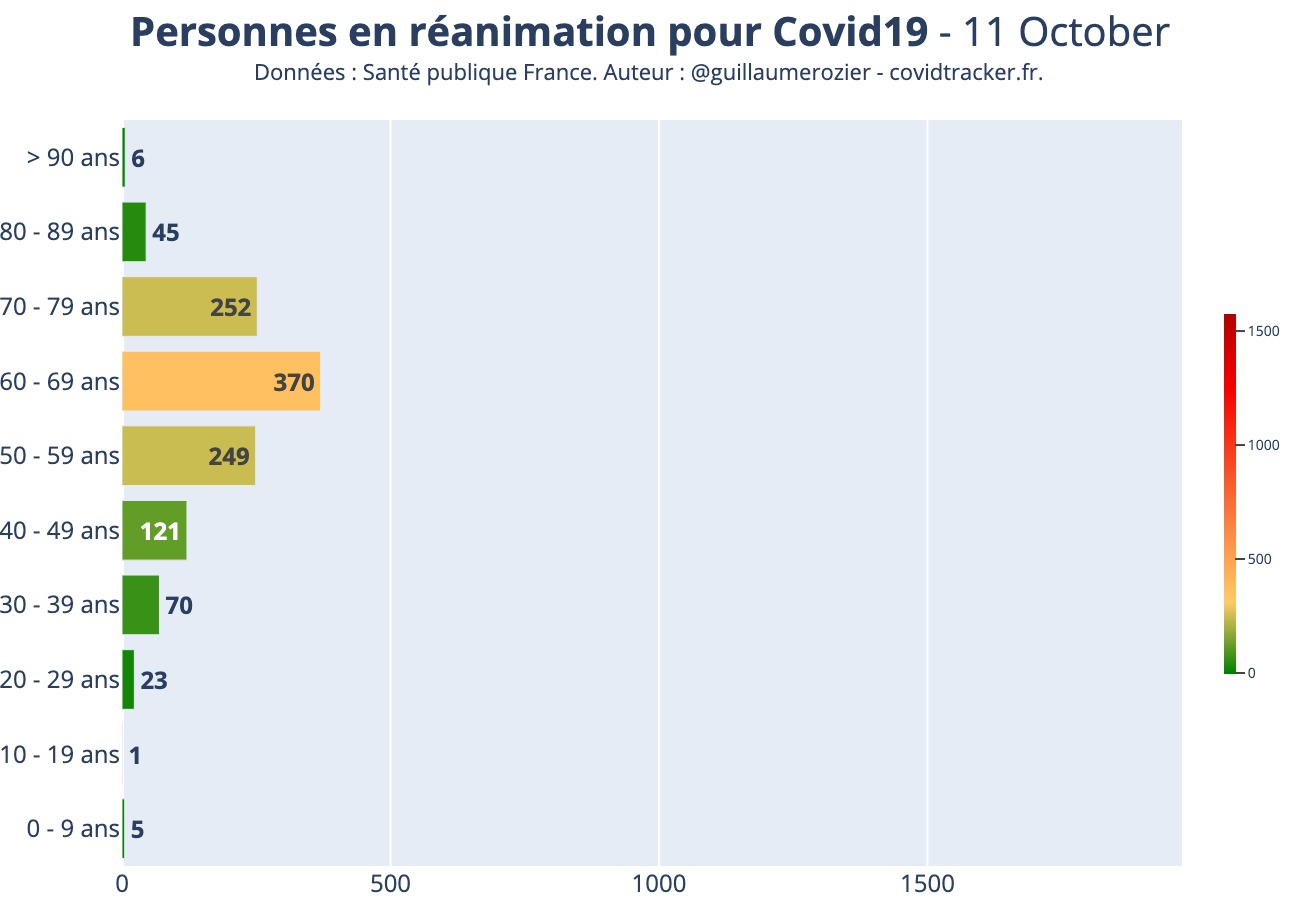 Personnes en réanimation pour Covid19 - 11 October
Données : Santé publique France. Auteur : @guillaumerozier - covidtracker.fr.
> 90 ans 6
80 - 89 ans 45
70 - 79 ans 252
60 - 69 ans 370
50 - 59 ans 249
40 - 49 ans 121
30 - 39 ans 70
20 - 29 ans 23
10 - 19 ans 1
0 - 9 ans 5
0 500 1000 1500
1500
1000
500
0